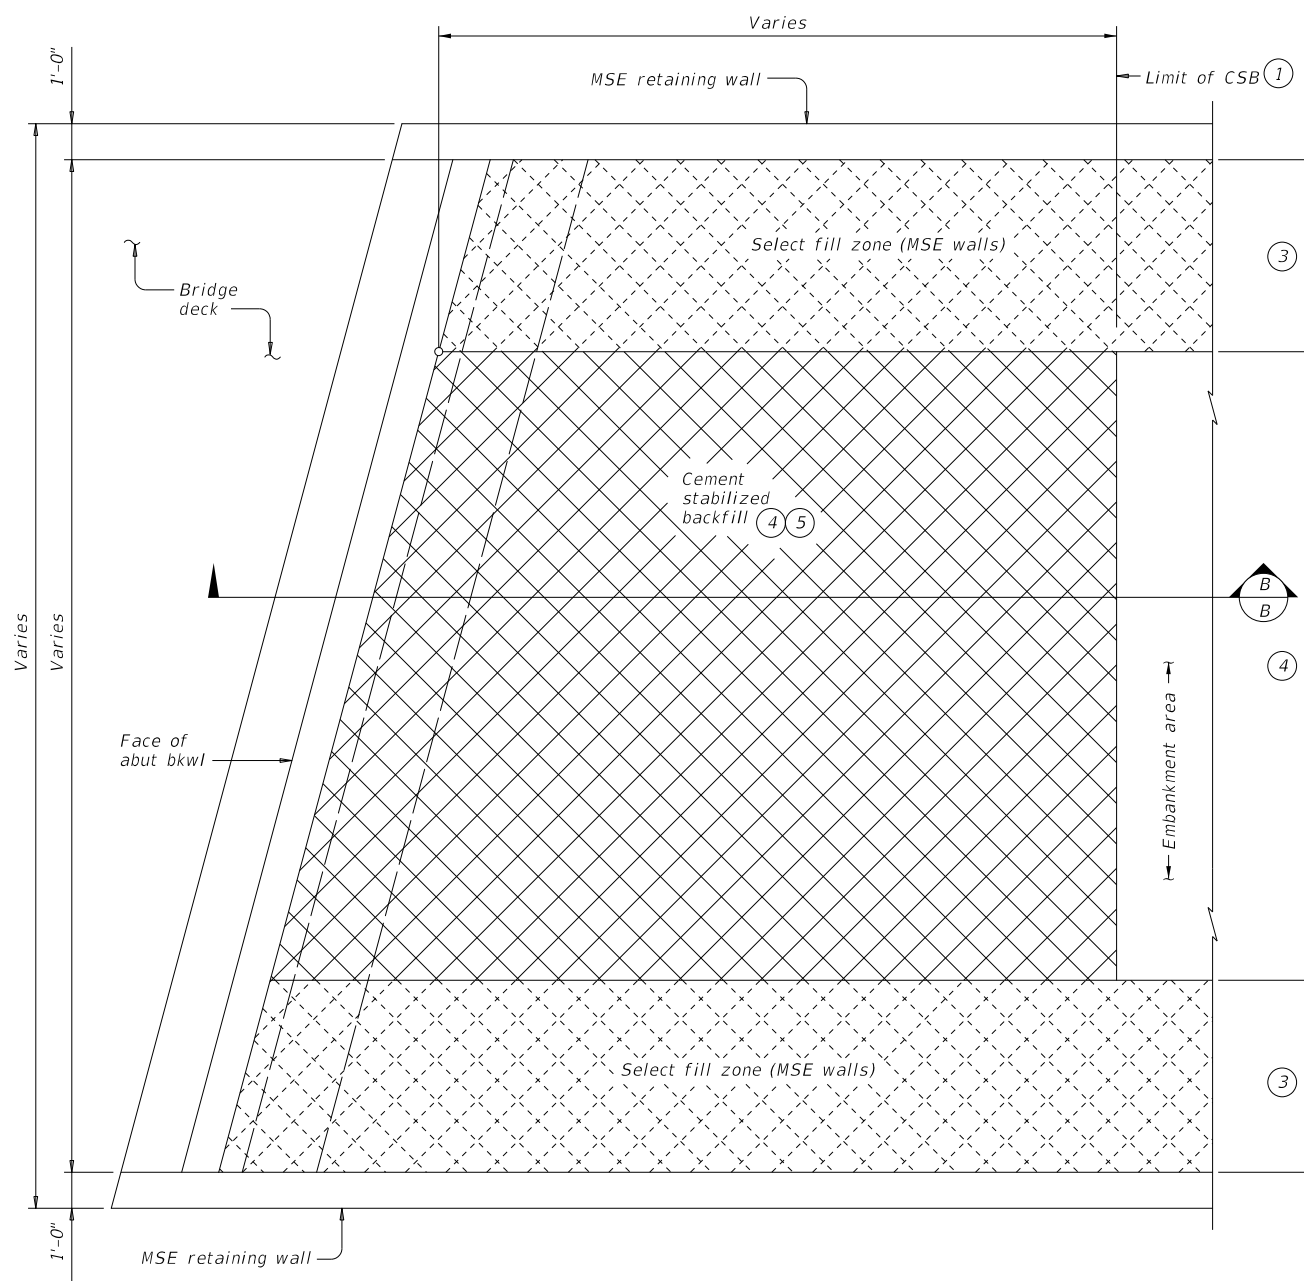 Varies
1'-0"
MSE retaining wall
Limit of CSB 1
Select fill zone (MSE walls)
3
Bridge
deck
Cement
stabilized
backfill 4 5
B
B
Varies
Varies
4
Embankment area
Face of
abut bkwl
Select fill zone (MSE walls)
3
1'-0"
MSE retaining wall